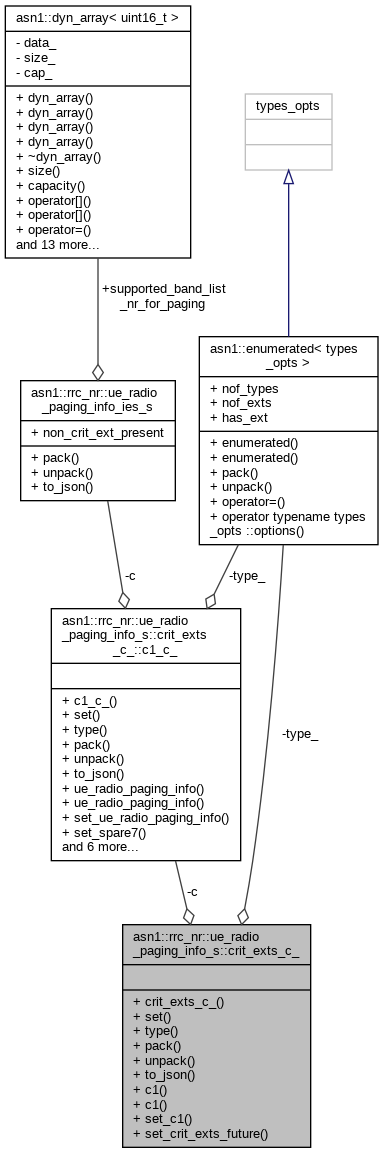 asn1::dyn_array< uint16_t >
- data_
- size_
- cap_
+ dyn_array()
+ dyn_array()
+ dyn_array()
+ dyn_array()
+ ~dyn_array()
+ size()
+ capacity()
+ operator[]()
+ operator[]()
+ operator=()
and 13 more...
types_opts
+supported_band_list
_nr_for_paging
asn1::enumerated< types
_opts >
+ nof_types
+ nof_exts
+ has_ext
+ enumerated()
+ enumerated()
+ pack()
+ unpack()
+ operator=()
+ operator typename types
_opts ::options()
asn1::rrc_nr::ue_radio
_paging_info_ies_s
+ non_crit_ext_present
+ pack()
+ unpack()
+ to_json()
-c
-type_
asn1::rrc_nr::ue_radio
_paging_info_s::crit_exts
_c_::c1_c_
+ c1_c_()
+ set()
+ type()
+ pack()
+ unpack()
+ to_json()
+ ue_radio_paging_info()
+ ue_radio_paging_info()
+ set_ue_radio_paging_info()
+ set_spare7()
and 6 more...
-type_
-c
asn1::rrc_nr::ue_radio
_paging_info_s::crit_exts_c_
+ crit_exts_c_()
+ set()
+ type()
+ pack()
+ unpack()
+ to_json()
+ c1()
+ c1()
+ set_c1()
+ set_crit_exts_future()